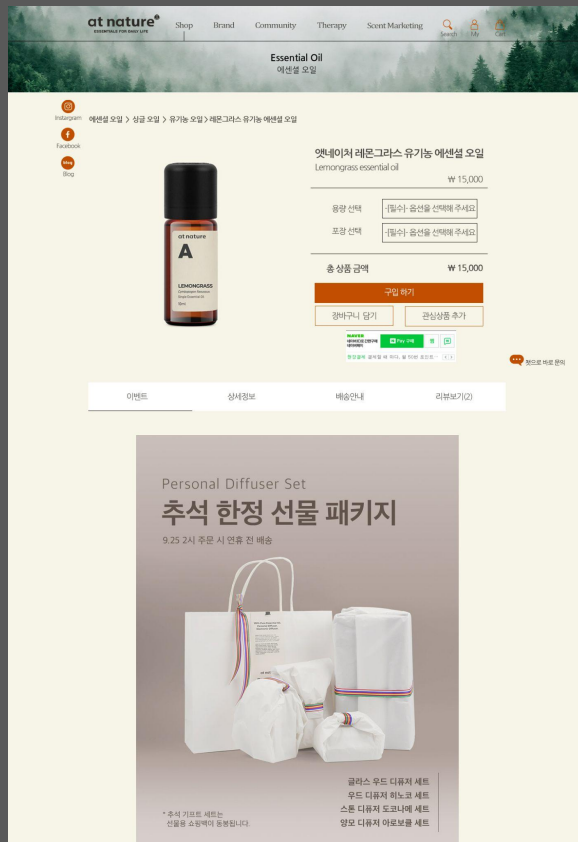 at nature
ESSENTIALS FOR DAILY LIFE
Shop Brand Community Therapy Scent Marketing
Search My Cart
Essential Oil
에센셜 오일
Instargram
Facebook
blog
Blog
에센셜 오일 > 싱글 오일 > 유기농 오일 > 레몬그라스 유기농 에센셜 오일
앳네이처 레몬그라스 유기농 에센셜 오일
Lemongrass essential oil
₩ 15,000
용량 선택 -[필수]- 옵션을 선택해 주세요
포장 선택 -[필수]- 옵션을 선택해 주세요
총 상품 금액 ₩ 15,000
구입 하기
장바구니 담기 관심상품 추가
NAVER
Pay 구매
찜
at nature
A
LEMONGRASS
Single Essential Oil
10ml
챗으로 바로 문의
이벤트 상세정보 배송안내 리뷰보기(2)
Personal Diffuser Set
추석 한정 선물 패키지
9.25 2시 주문 시 연휴 전 배송
A
at nature
글라스 우드 디퓨저 세트
우드 디퓨저 히노코 세트
스톤 디퓨저 도코나메 세트
양모 디퓨저 아로보클 세트
* 추석 기프트 세트는
선물용 쇼핑백이 동봉됩니다.